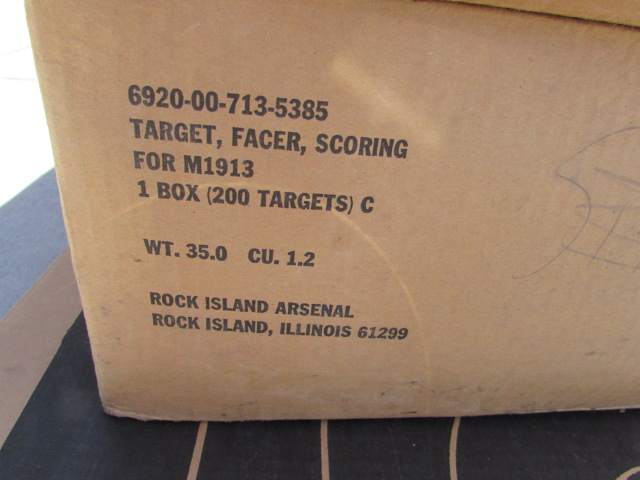 6920-00-713-5385
TARGET, FACER, SCORING
FOR M1913
1 BOX (200 TARGETS) C
WT. 35.0 CU. 1.2
ROCK ISLAND ARSENAL
ROCK ISLAND, ILLINOIS 61299